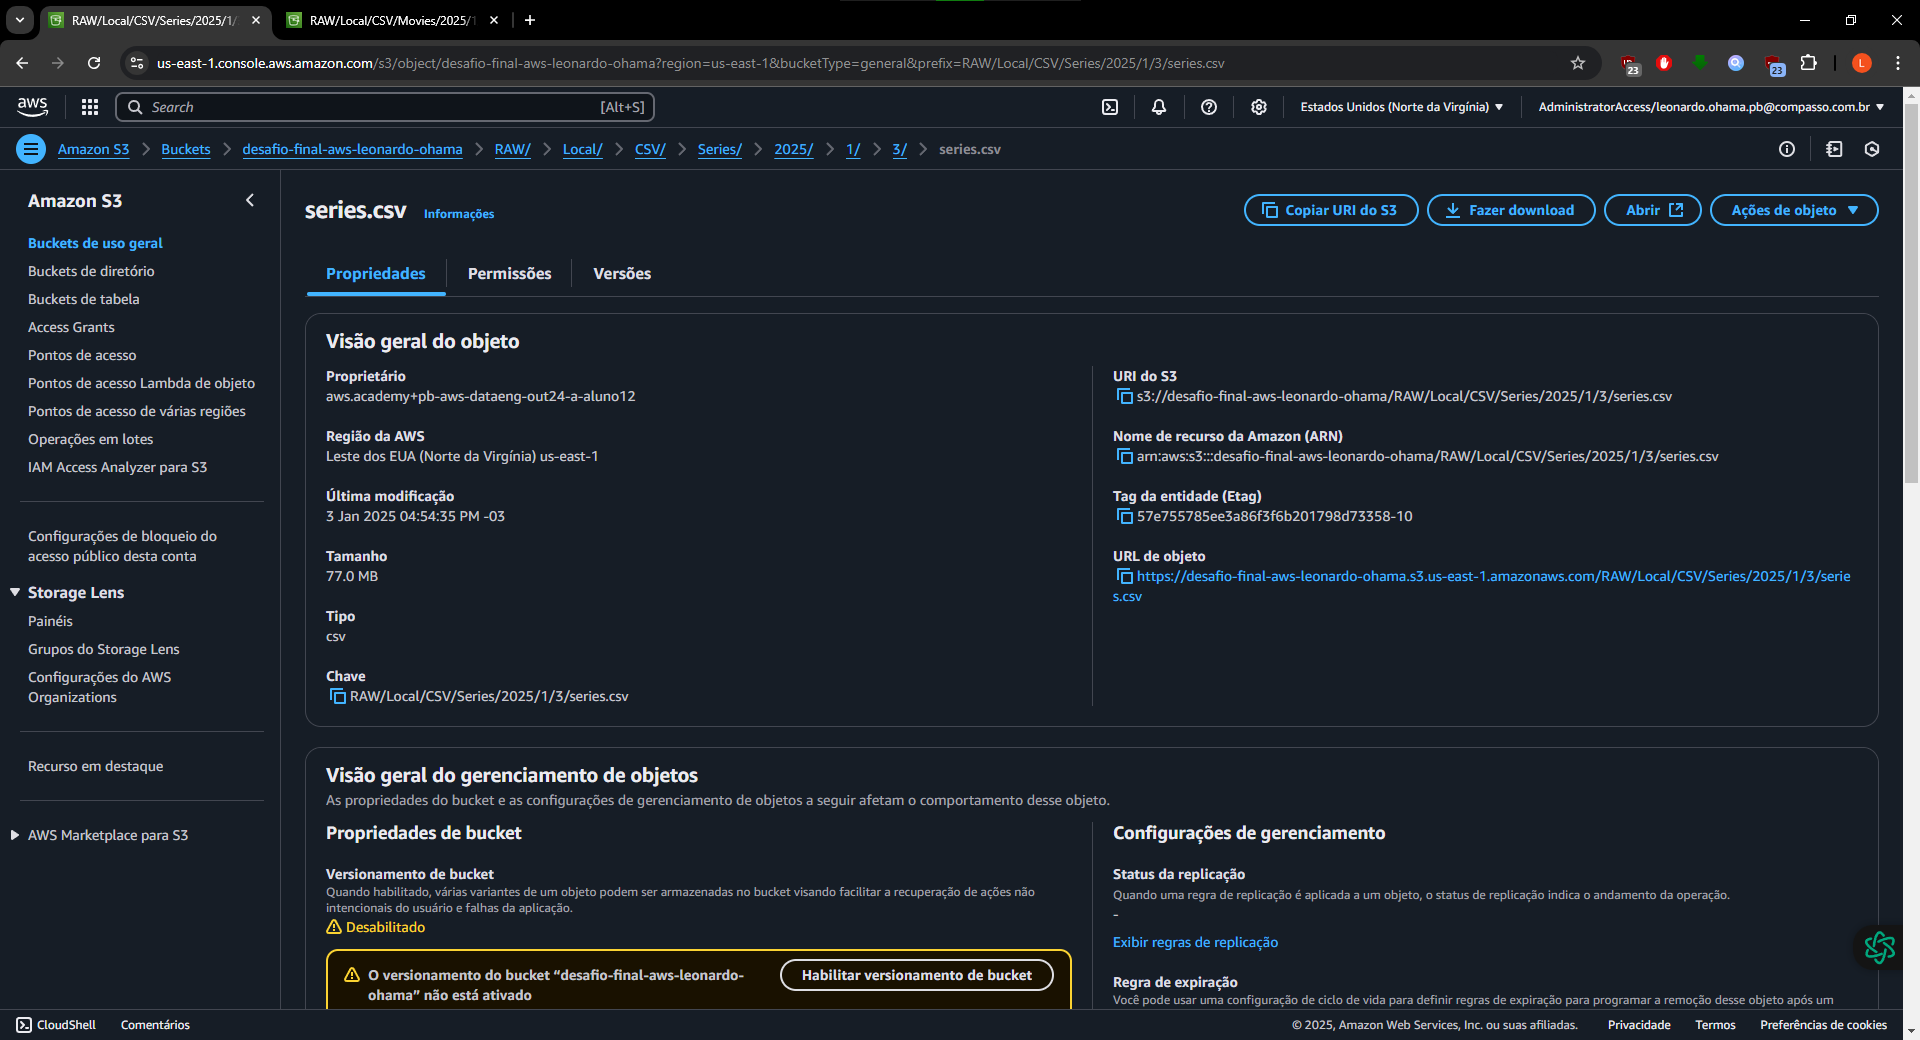 RAW/Local/CSV/Series/2025/1/
RAW/Local/CSV/Movies/2025/1
us-east-1.console.aws.amazon.com/s3/object/desafio-final-aws-leonardo-ohama?region=us-east-1&bucketType=general&prefix=RAW/Local/CSV/Series/2025/1/3/series.csv
23
23
L
aws
Search
[Alt+S]
Estados Unidos (Norte da Virgínia)
AdministratorAccess/leonardo.ohama.pb@compasso.com.br
Amazon S3
Buckets
desafio-final-aws-leonardo-ohama
RAW/
Local/
CSV/
Series/
2025/
1/
3/
series.csv
Amazon S3
Buckets de uso geral
Buckets de diretório
Buckets de tabela
Access Grants
Pontos de acesso
Pontos de acesso Lambda de objeto
Pontos de acesso de várias regiões
Operações em lotes
IAM Access Analyzer para S3
Configurações de bloqueio do
acesso público desta conta
Storage Lens
Painéis
Grupos do Storage Lens
Configurações do AWS
Organizations
Recurso em destaque
AWS Marketplace para S3
series.csv
Informações
Copiar URI do S3
Fazer download
Abrir
Ações de objeto
Propriedades
Permissões
Versões
Visão geral do objeto
Proprietário
aws.academy+pb-aws-dataeng-out24-a-aluno12
Região da AWS
Leste dos EUA (Norte da Virgínia) us-east-1
Última modificação
3 Jan 2025 04:54:35 PM -03
Tamanho
77.0 MB
Tipo
csv
Chave
RAW/Local/CSV/Series/2025/1/3/series.csv
URI do S3
s3://desafio-final-aws-leonardo-ohama/RAW/Local/CSV/Series/2025/1/3/series.csv
Nome de recurso da Amazon (ARN)
arn:aws:s3:::desafio-final-aws-leonardo-ohama/RAW/Local/CSV/Series/2025/1/3/series.csv
Tag da entidade (Etag)
57e755785ee3a86f3f6b201798d73358-10
URL de objeto
https://desafio-final-aws-leonardo-ohama.s3.us-east-1.amazonaws.com/RAW/Local/CSV/Series/2025/1/3/serie
s.csv
Visão geral do gerenciamento de objetos
As propriedades do bucket e as configurações de gerenciamento de objetos a seguir afetam o comportamento desse objeto.
Propriedades de bucket
Versionamento de bucket
Quando habilitado, várias variantes de um objeto podem ser armazenadas no bucket visando facilitar a recuperação de ações não
intencionais do usuário e falhas da aplicação.
Desabilitado
O versionamento do bucket “desafio-final-aws-leonardo-
ohama” não está ativado
Habilitar versionamento de bucket
Configurações de gerenciamento
Status da replicação
Quando uma regra de replicação é aplicada a um objeto, o status de replicação indica o andamento da operação.
-
Exibir regras de replicação
Regra de expiração
Você pode usar uma configuração de ciclo de vida para definir regras de expiração para programar a remoção desse objeto após um
CloudShell
Comentários
© 2025, Amazon Web Services, Inc. ou suas afiliadas.
Privacidade
Termos
Preferências de cookies